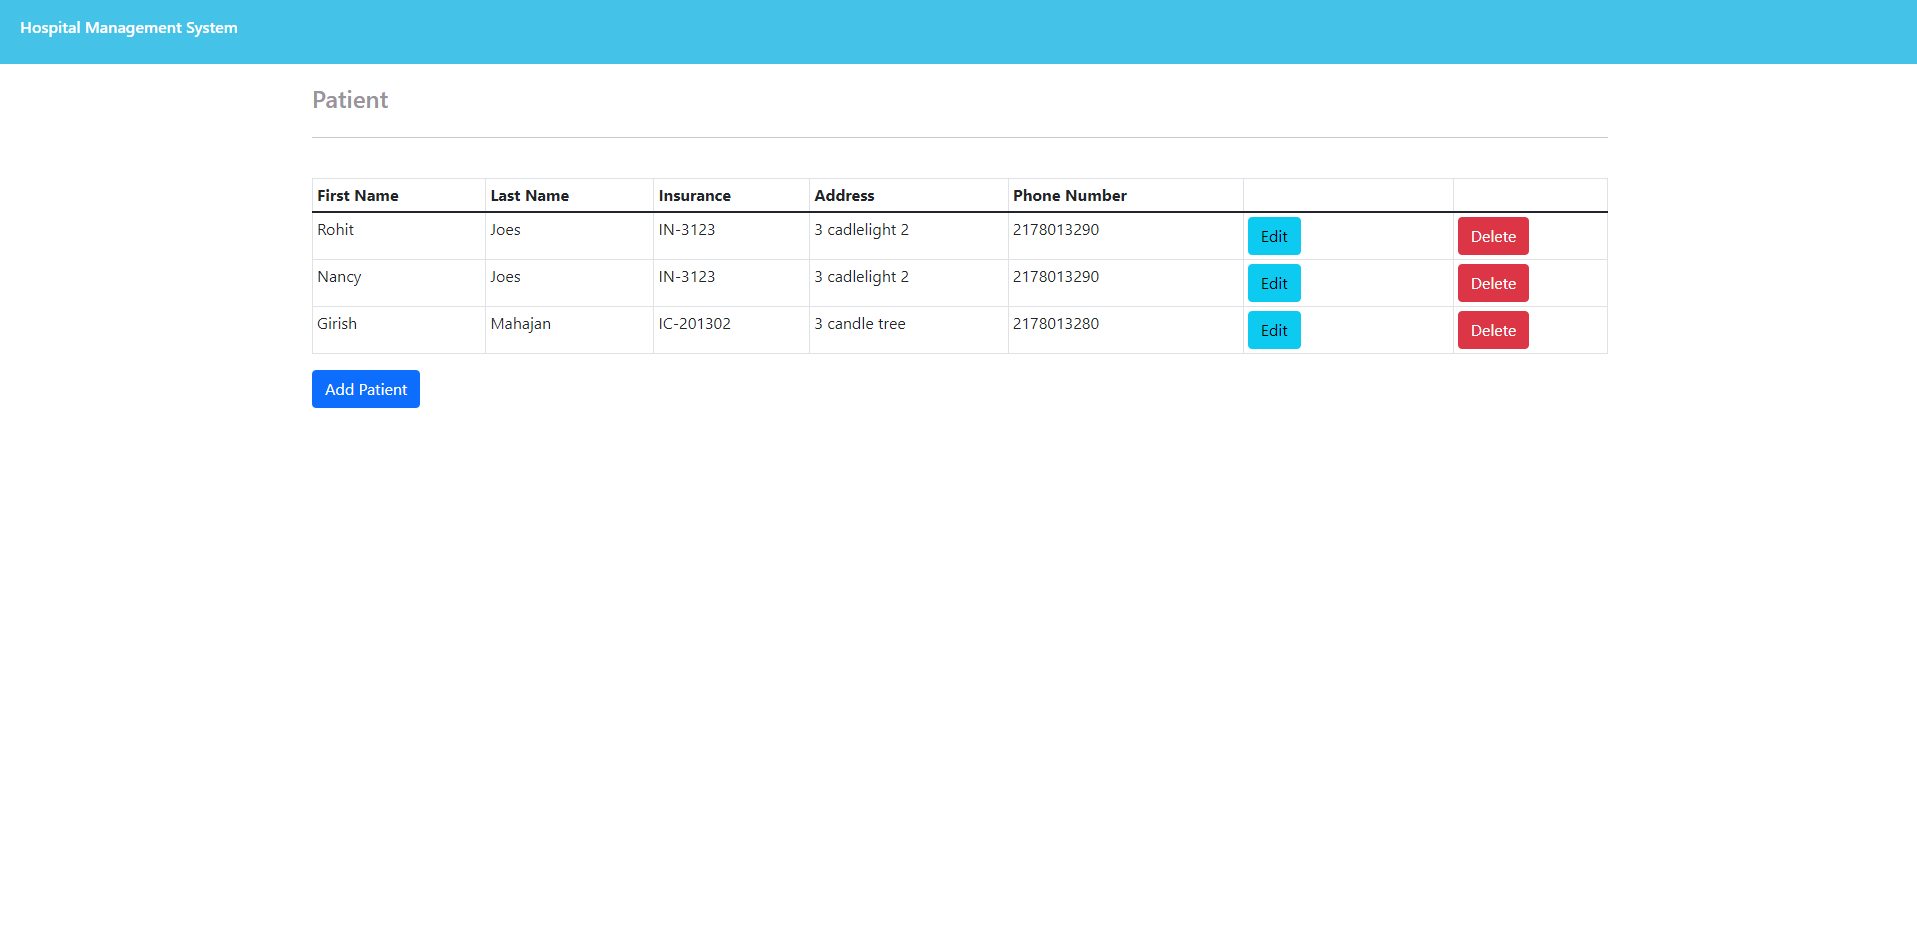 Hospital Management System
Patient
First Name Last Name Insurance Address Phone Number
Rohit Joes IN-3123 3 cadlelight 2 2178013290 Edit Delete
Nancy Joes IN-3123 3 cadlelight 2 2178013290 Edit Delete
Girish Mahajan IC-201302 3 candle tree 2178013280 Edit Delete
Add Patient